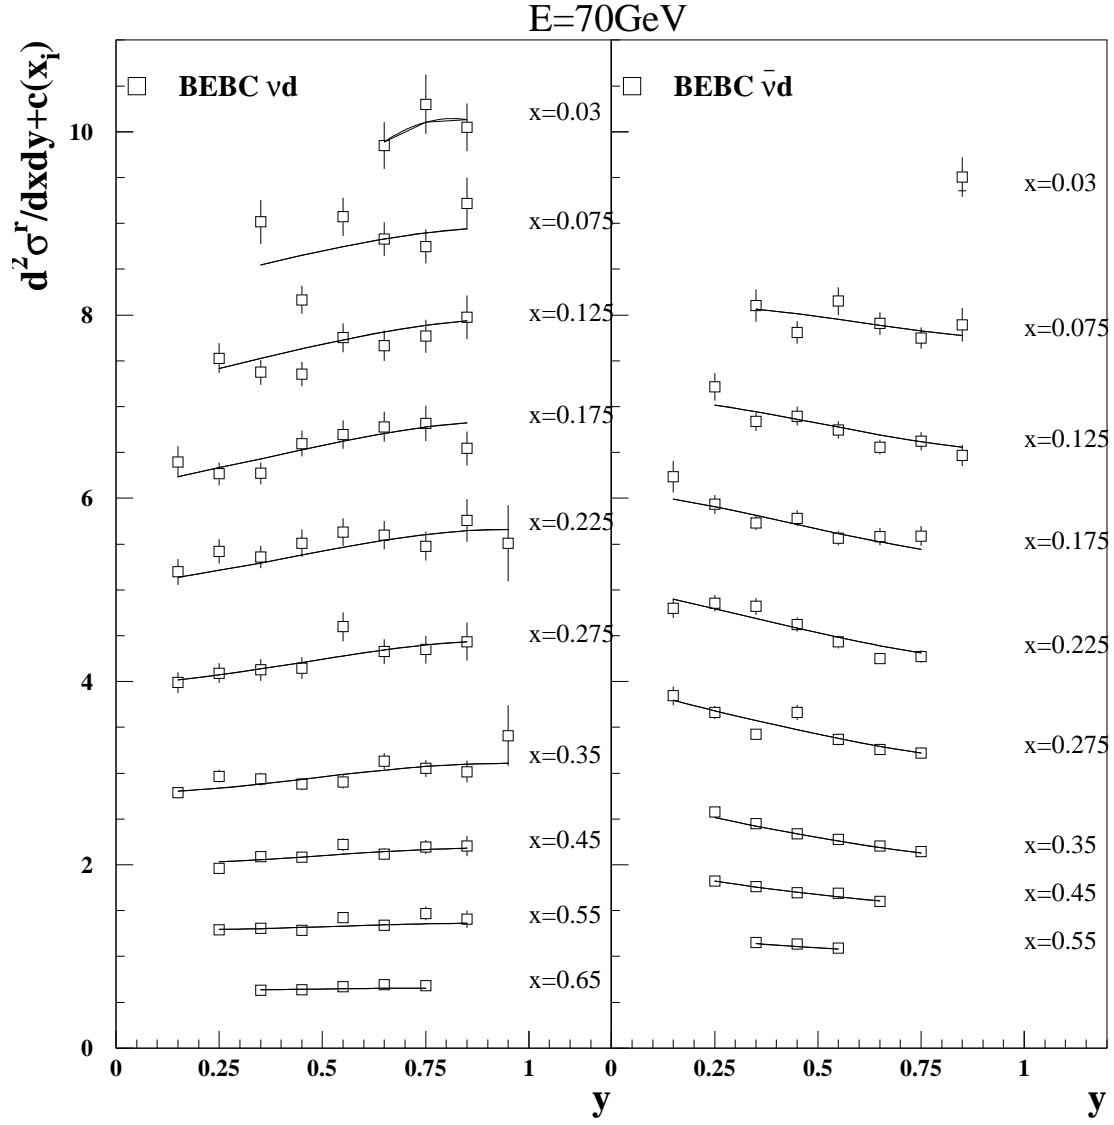 E=70GeV
d²σʳ/dxdy+c(xᵢ)
BEBC νd
x=0.03
x=0.075
x=0.125
x=0.175
x=0.225
x=0.275
x=0.35
x=0.45
x=0.55
x=0.65
10
8
6
4
2
0
0
0.25
0.5
0.75
1
y
BEBC ν̄d
x=0.03
x=0.075
x=0.125
x=0.175
x=0.225
x=0.275
x=0.35
x=0.45
x=0.55
0
0.25
0.5
0.75
1
y